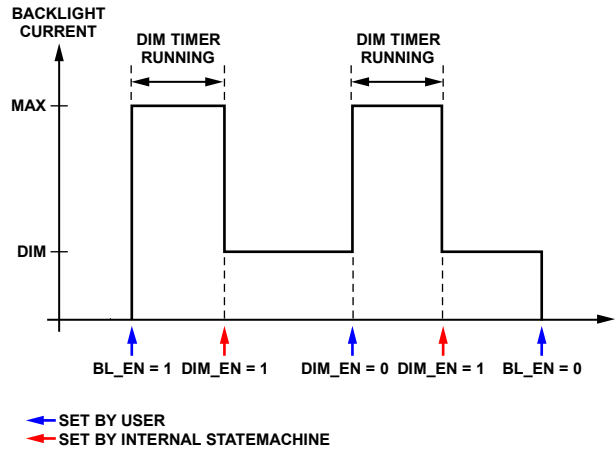 BACKLIGHT
CURRENT
DIM TIMER
RUNNING
DIM TIMER
RUNNING
MAX
DIM
BL_EN = 1 DIM_EN = 1 DIM_EN = 0 DIM_EN = 1 BL_EN = 0
SET BY USER
SET BY INTERNAL STATEMACHINE